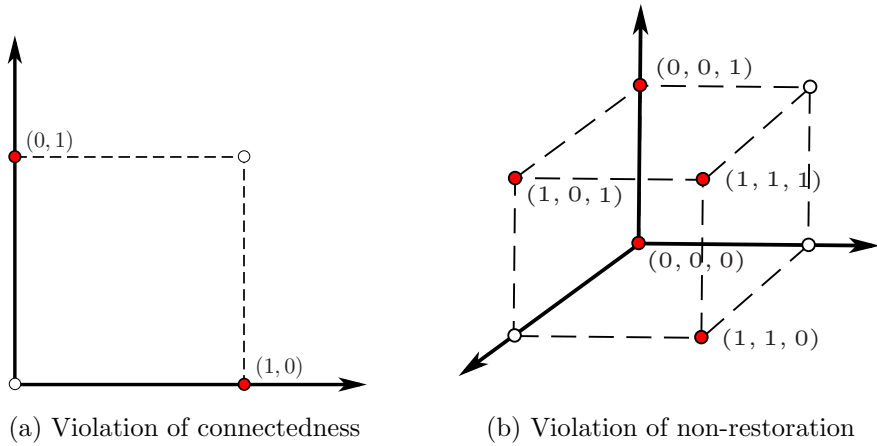 (0, 1)
(1, 0)
(a) Violation of connectedness
(0, 0, 1)
(1, 0, 1)
(1, 1, 1)
(0, 0, 0)
(1, 1, 0)
(b) Violation of non-restoration